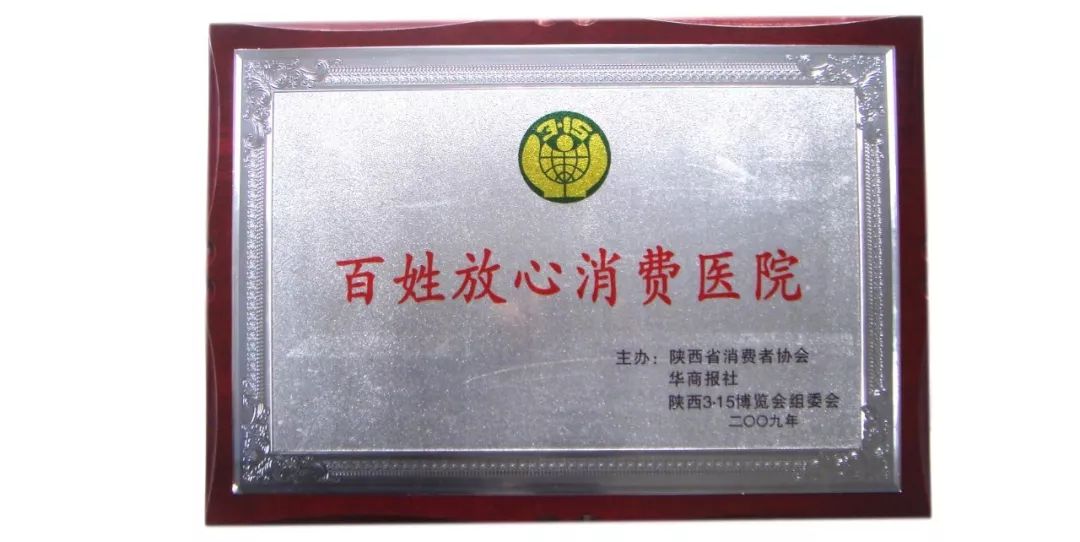 3·15
百姓放心消费医院
主办：陕西省消费者协会
华商报社
陕西3·15博览会组委会
二〇〇九年